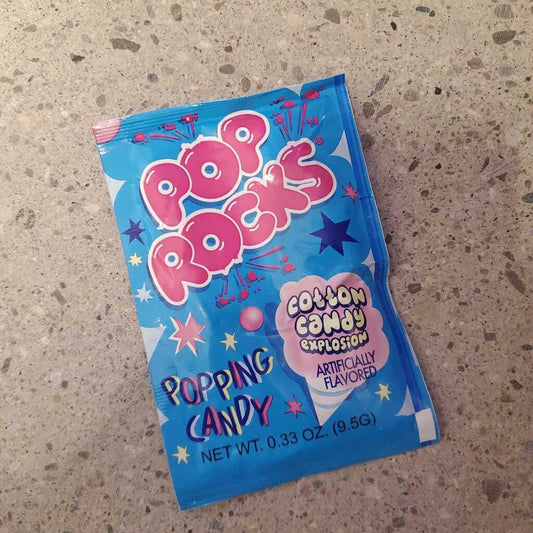 POP
ROCKS®
cotton
candy
explosion
ARTIFICIALLY
FLAVORED
POPPING
CANDY
NET WT. 0.33 OZ. (9.5G)